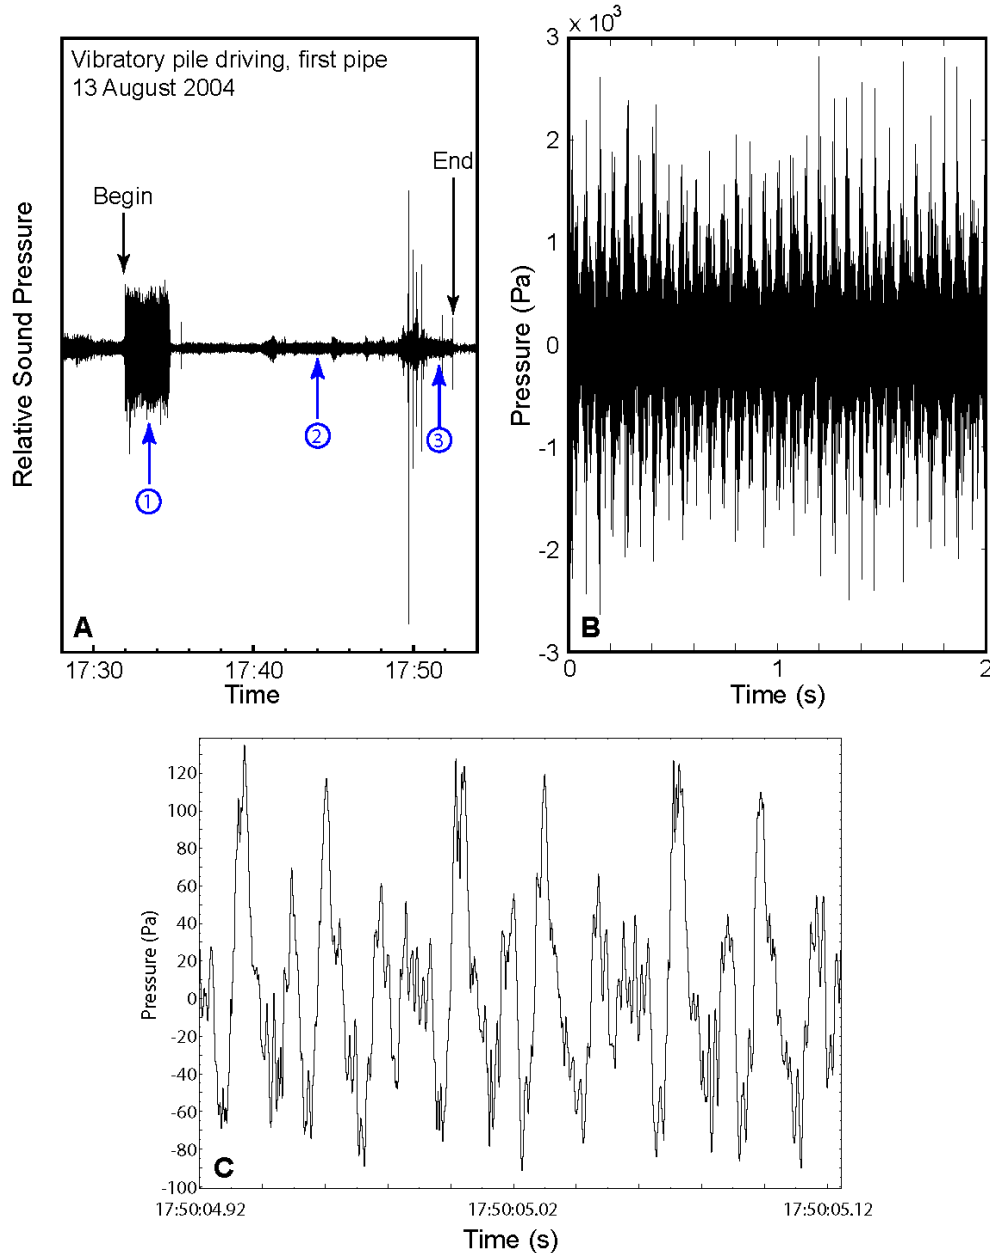 Vibratory pile driving, first pipe
13 August 2004
Begin
End
1
2
3
Relative Sound Pressure
A
17:30
17:40
17:50
Time
x 10³
3
2
1
0
-1
-2
-3
Pressure (Pa)
B
0
1
2
Time (s)
120
100
80
60
40
20
0
-20
-40
-60
-80
-100
Pressure (Pa)
C
17:50:04.92
17:50:05.02
17:50:05.12
Time (s)